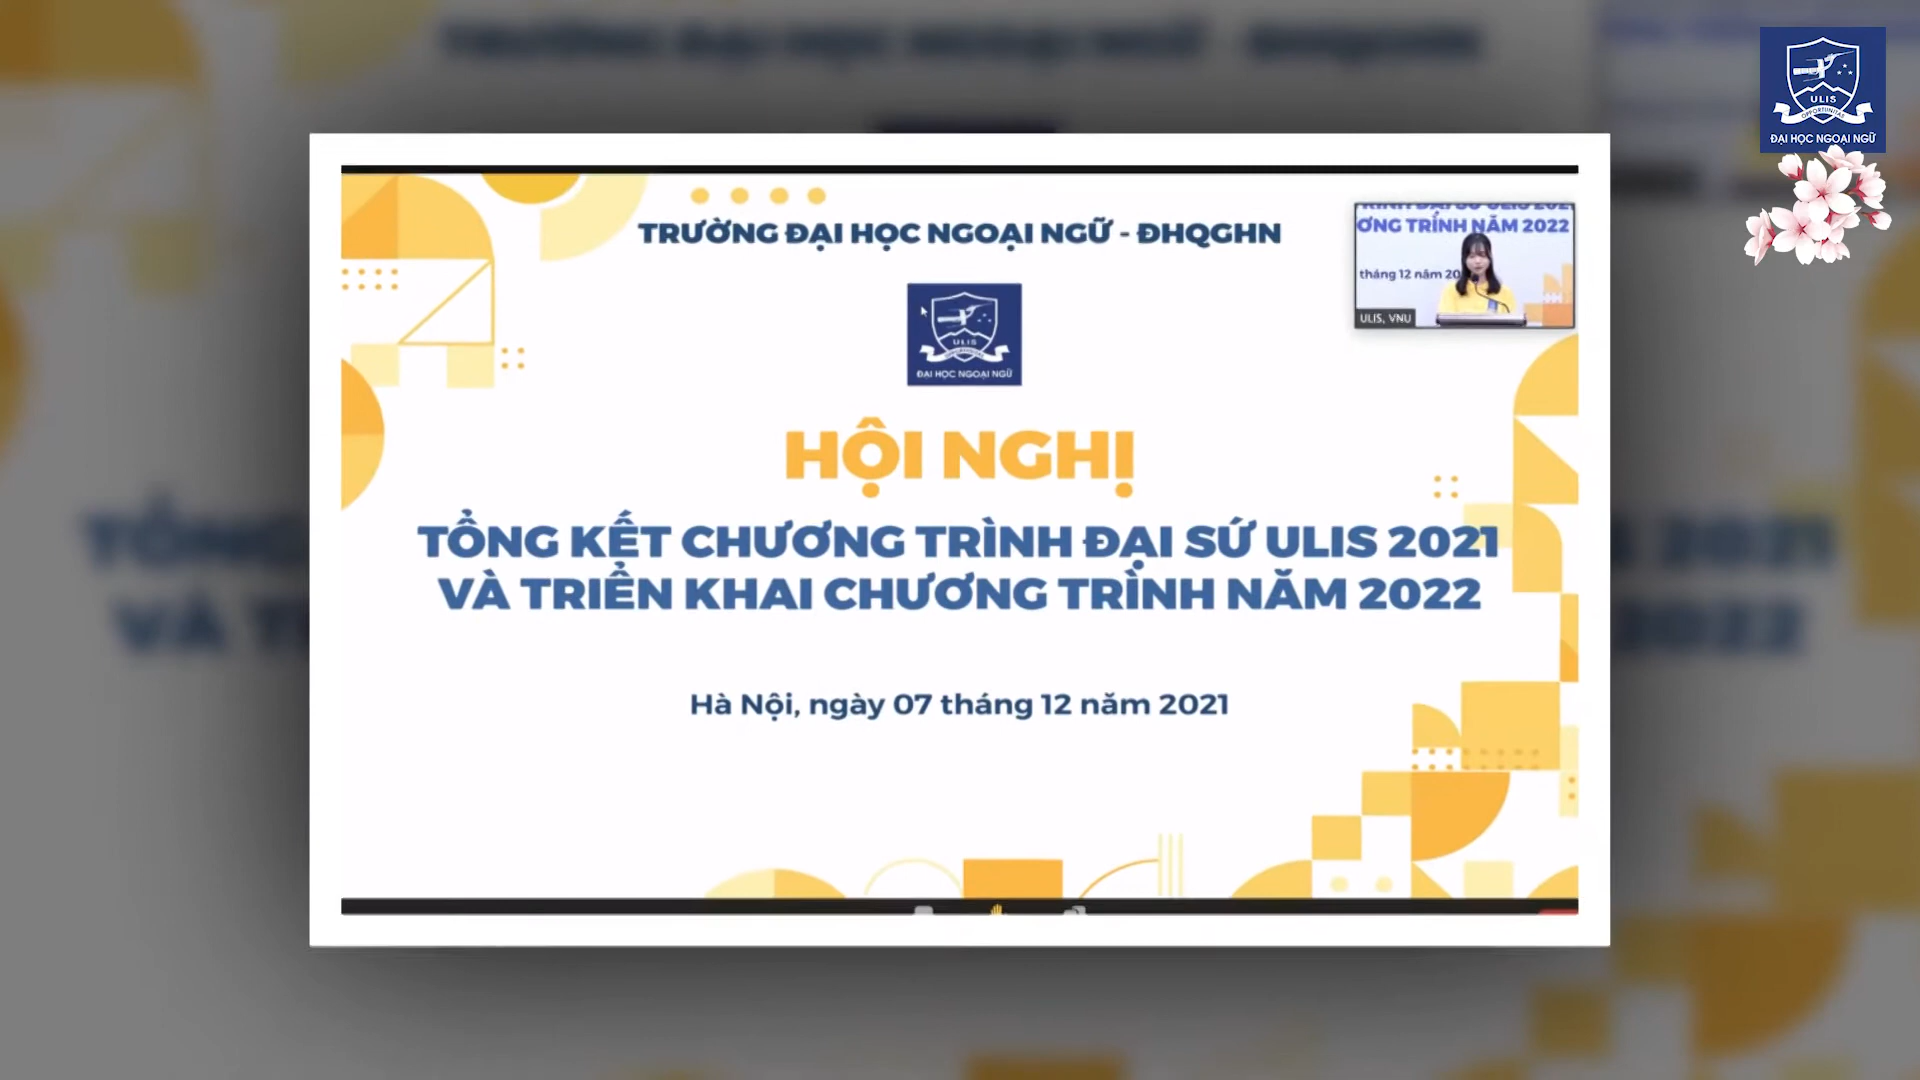 TRƯỜNG ĐẠI HỌC NGOẠI NGỮ - ĐHQGHN
ULIS
OPPORTUNITAS
ĐẠI HỌC NGOẠI NGỮ
ƠNG TRÌNH NĂM 2022
tháng 12 năm 20
ULIS, VNU
ULIS
ĐẠI HỌC NGOẠI NGỮ
HỘI NGHỊ
TỔNG KẾT CHƯƠNG TRÌNH ĐẠI SỨ ULIS 2021
VÀ TRIỂN KHAI CHƯƠNG TRÌNH NĂM 2022
Hà Nội, ngày 07 tháng 12 năm 2021